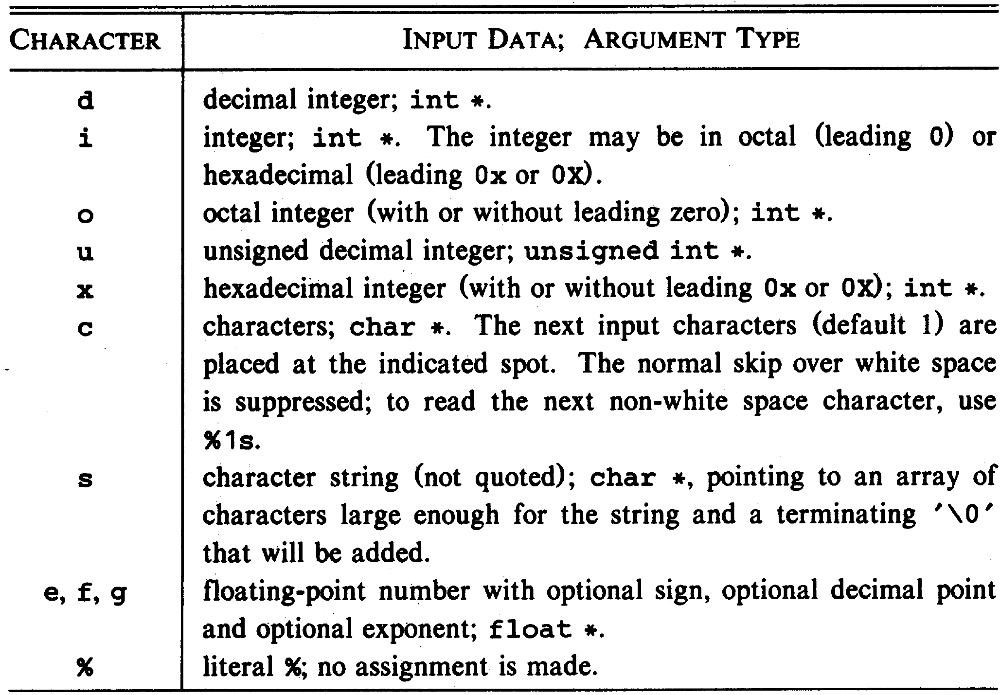 CHARACTER INPUT DATA; ARGUMENT TYPE
d decimal integer; int *.
i integer; int *. The integer may be in octal (leading 0) or
hexadecimal (leading 0x or 0X).
o octal integer (with or without leading zero); int *.
u unsigned decimal integer; unsigned int *.
x hexadecimal integer (with or without leading 0x or 0X); int *.
c characters; char *. The next input characters (default 1) are
placed at the indicated spot. The normal skip over white space
is suppressed; to read the next non-white space character, use
%1s.
s character string (not quoted); char *, pointing to an array of
characters large enough for the string and a terminating '\0'
that will be added.
e, f, g floating-point number with optional sign, optional decimal point
and optional exponent; float *.
% literal %; no assignment is made.